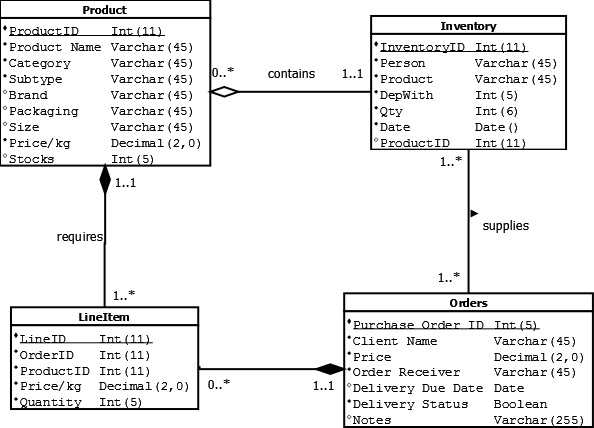 Product
ProductID Int(11)
Product Name Varchar(45)
Category Varchar(45)
Subtype Varchar(45)
Brand Varchar(45)
Packaging Varchar(45)
Size Varchar(45)
Price/kg Decimal(2,0)
Stocks Int(5)
0..*
contains
1..1
Inventory
InventoryID Int(11)
Person Varchar(45)
Product Varchar(45)
DepWith Int(5)
Qty Int(6)
Date Date()
ProductID Int(11)
1..1
requires
1..*
1..*
supplies
1..*
LineItem
LineID Int(11)
OrderID Int(11)
ProductID Int(11)
Price/kg Decimal(2,0)
Quantity Int(5)
0..*
1..1
Orders
Purchase Order ID Int(5)
Client Name Varchar(45)
Price Decimal(2,0)
Order Receiver Varchar(45)
Delivery Due Date Date
Delivery Status Boolean
Notes Varchar(255)